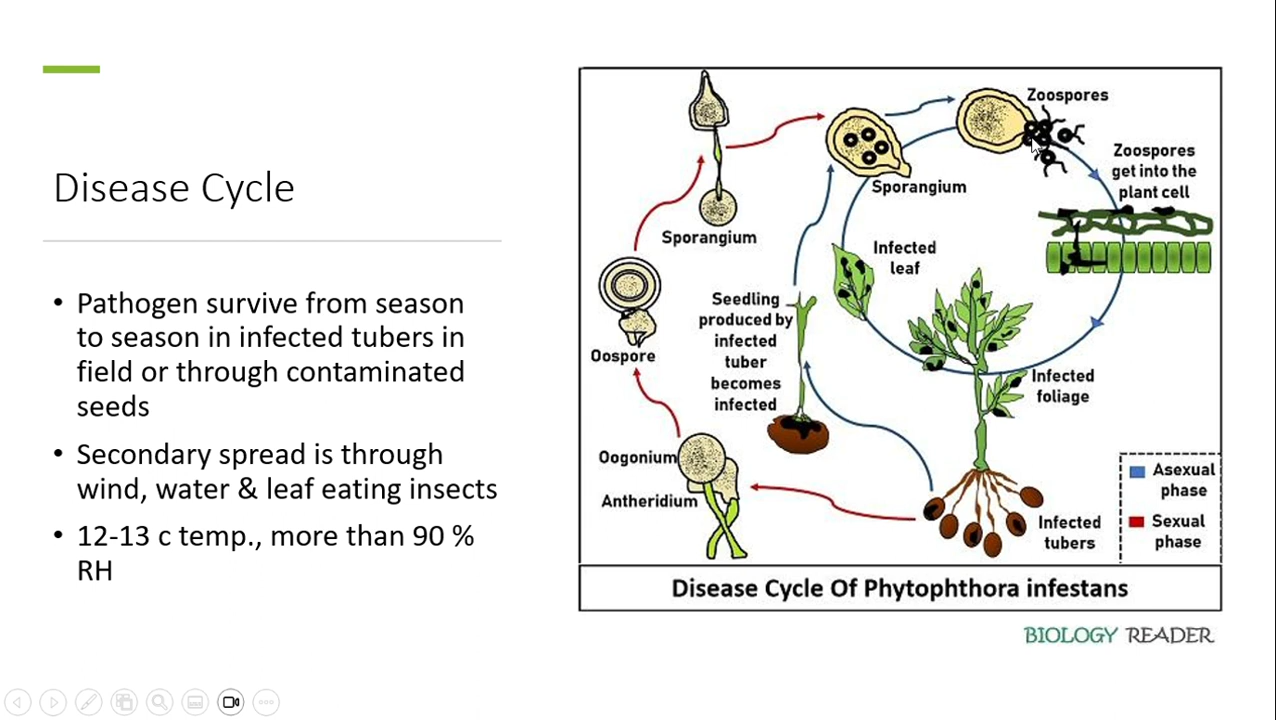 Disease Cycle
• Pathogen survive from season
to season in infected tubers in
field or through contaminated
seeds
• Secondary spread is through
wind, water & leaf eating insects
• 12-13 c temp., more than 90 %
RH
Zoospores
Zoospores
get into the
plant cell
Sporangium
Sporangium
Infected
leaf
Seedling
produced by
infected
tuber
becomes
infected
Oospore
Infected
foliage
Oogonium
Antheridium
Infected
tubers
Asexual
phase
Sexual
phase
Disease Cycle Of Phytophthora infestans
BIOLOGY READER